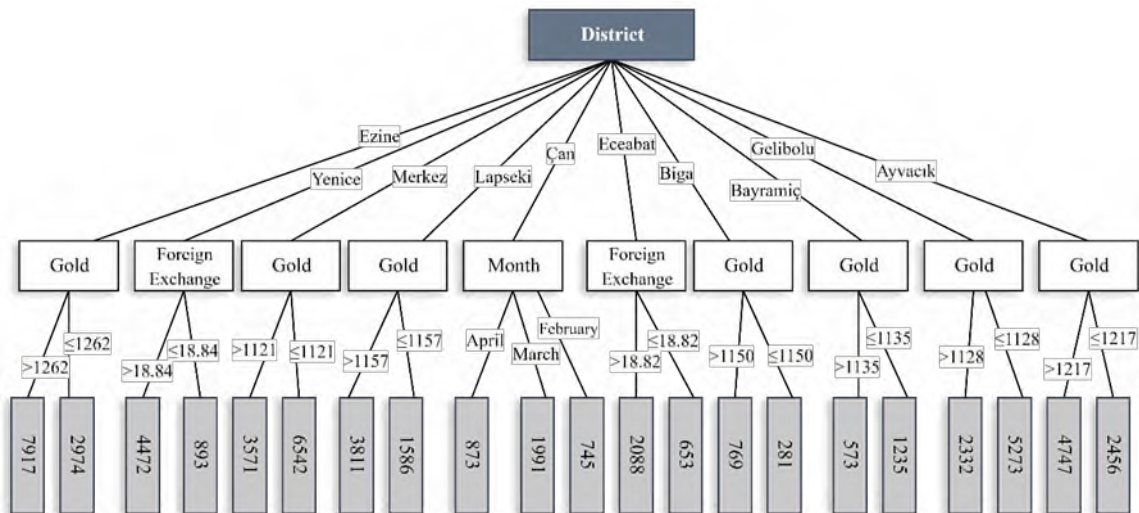 District
Ezine
Yenice
Merkez
Lapseki
Çan
Eceabat
Biga
Bayramiç
Gelibolu
Ayvacık
Gold
Foreign
Exchange
Gold
Gold
Month
Foreign
Exchange
Gold
Gold
Gold
Gold
>1262
≤1262
>18.84
≤18.84
>1121
≤1121
>1157
≤1157
April
March
February
>18.82
≤18.82
>1150
≤1150
>1135
≤1135
>1128
≤1128
>1217
≤1217
7917
2974
4472
893
3571
6542
3811
1586
873
1991
745
2088
653
769
281
573
1235
2332
5273
4747
2456